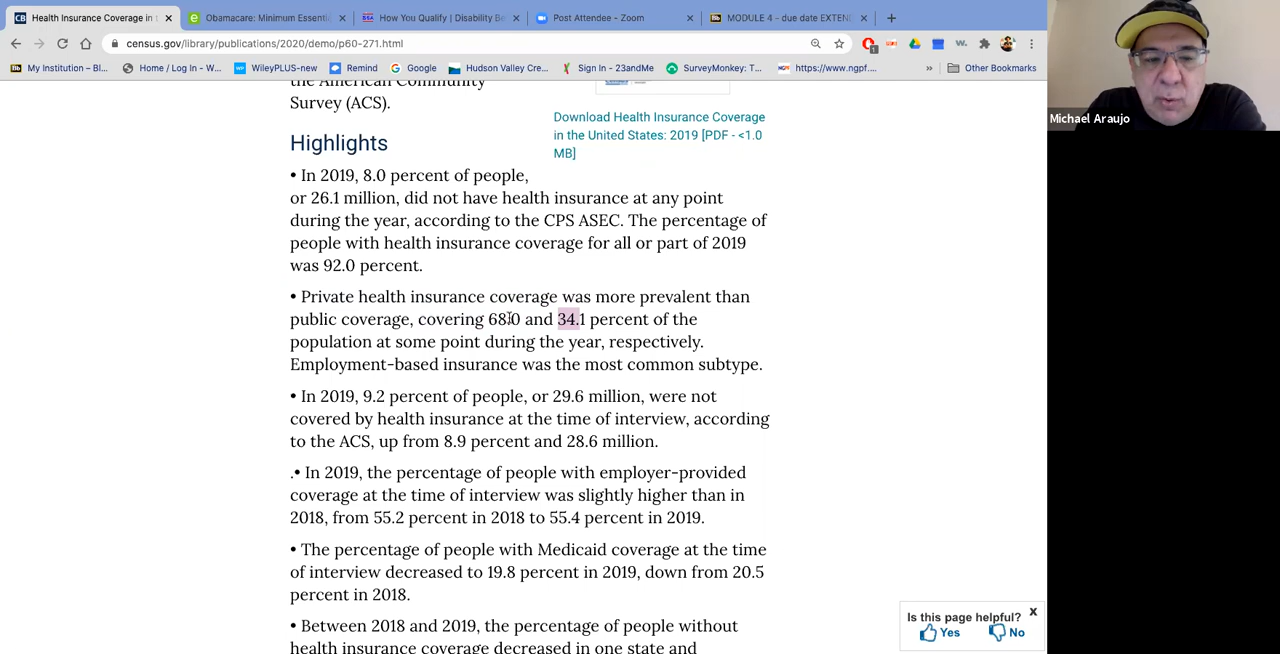 Health Insurance Coverage in t
Obamacare: Minimum Essenti
How You Qualify | Disability Be
Post Attendee - Zoom
MODULE 4 - due date EXTEN
census.gov/library/publications/2020/demo/p60-271.html
My Institution – Bl...
Home / Log In - W...
WileyPLUS-new
Remind
Google
Hudson Valley Cre...
Sign In - 23andMe
SurveyMonkey: T...
https://www.ngpf....
»
Other Bookmarks
Michael Araujo
the American Community
Survey (ACS).
Download Health Insurance Coverage
in the United States: 2019 [PDF - <1.0
MB]
Highlights
• In 2019, 8.0 percent of people,
or 26.1 million, did not have health insurance at any point
during the year, according to the CPS ASEC. The percentage of
people with health insurance coverage for all or part of 2019
was 92.0 percent.
• Private health insurance coverage was more prevalent than
public coverage, covering 68.0 and 34.1 percent of the
population at some point during the year, respectively.
Employment-based insurance was the most common subtype.
• In 2019, 9.2 percent of people, or 29.6 million, were not
covered by health insurance at the time of interview, according
to the ACS, up from 8.9 percent and 28.6 million.
.• In 2019, the percentage of people with employer-provided
coverage at the time of interview was slightly higher than in
2018, from 55.2 percent in 2018 to 55.4 percent in 2019.
• The percentage of people with Medicaid coverage at the time
of interview decreased to 19.8 percent in 2019, down from 20.5
percent in 2018.
• Between 2018 and 2019, the percentage of people without
health insurance coverage decreased in one state and
Is this page helpful?
X
Yes
No